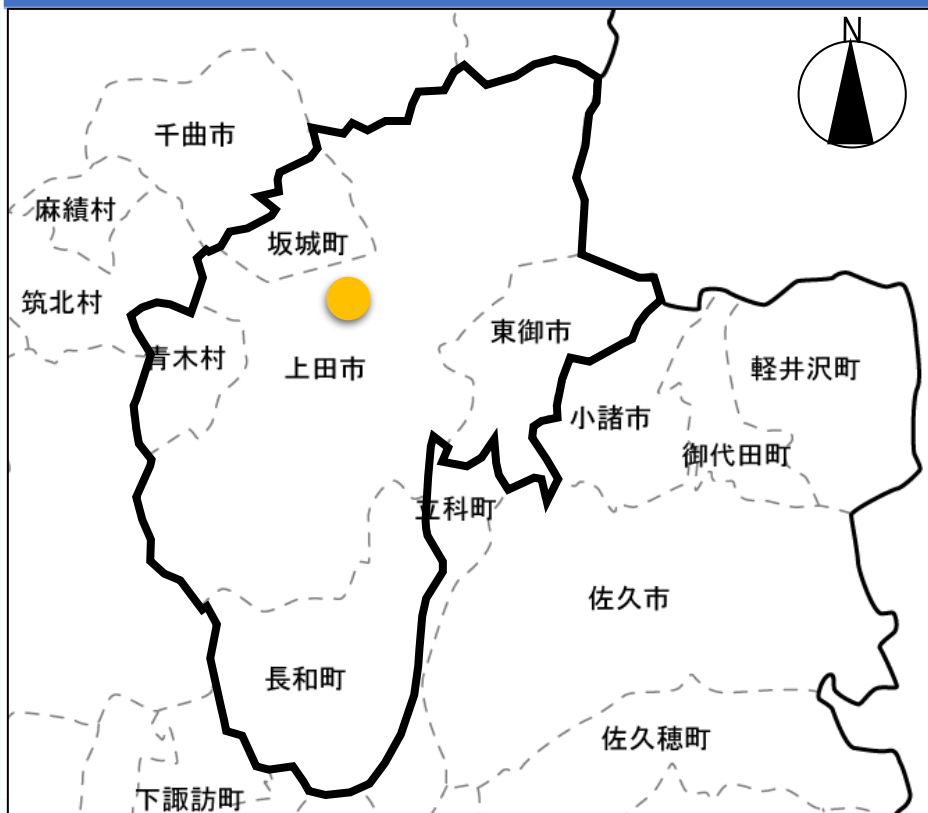 N
千曲市
麻績村
坂城町
筑北村
東御市
青木村
上田市
軽井沢町
小諸市
御代田町
立科町
佐久市
長和町
佐久穂町
下諏訪町